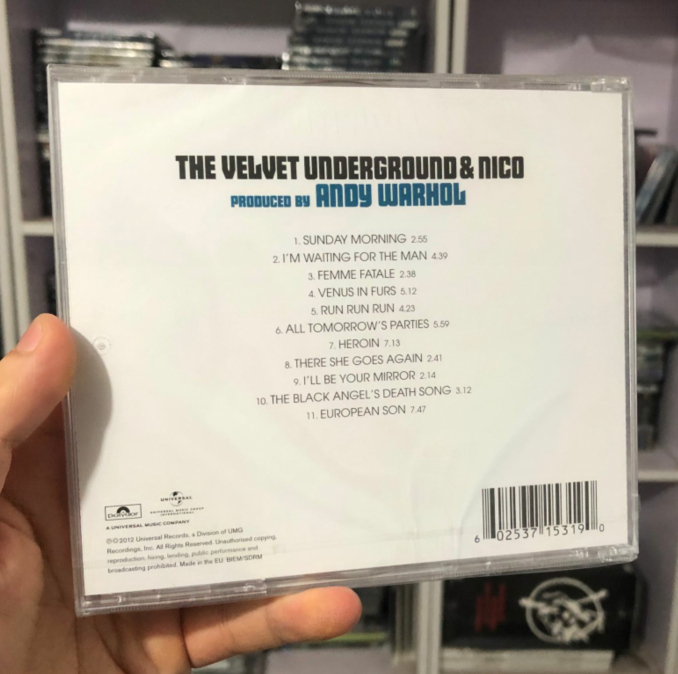 THE VELVET UNDERGROUND & NICO
PRODUCED BY ANDY WARHOL
1. SUNDAY MORNING 2:55
2. I'M WAITING FOR THE MAN 4.39
3. FEMME FATALE 2.38
4. VENUS IN FURS 5.12
5. RUN RUN RUN 4.23
6. ALL TOMORROW'S PARTIES 5.59
7. HEROIN 7.13
8. THERE SHE GOES AGAIN 2.41
9. I'LL BE YOUR MIRROR 2.14
10. THE BLACK ANGEL'S DEATH SONG 3.12
11. EUROPEAN SON 7.47
Polydor
UNIVERSAL
UNIVERSAL MUSIC GROUP
INTERNATIONAL
A UNIVERSAL MUSIC COMPANY
℗©2012 Universal Records, a Division of UMG
Recordings, Inc. All Rights Reserved. Unauthorised copying,
reproduction, hiring, lending, public performance and
broadcasting prohibited. Made in the EU. BIEM/SDRM
6 02537 15319 0